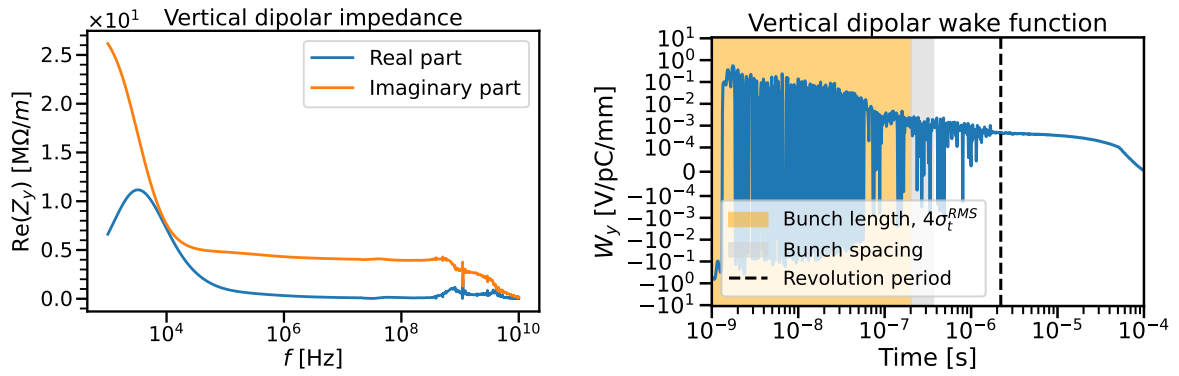 Vertical dipolar impedance
×10¹
Re(Z_y) [MΩ/m]
2.5
2.0
1.5
1.0
0.5
0.0
Real part
Imaginary part
10⁴ 10⁶ 10⁸ 10¹⁰
f [Hz]
Vertical dipolar wake function
W_y [V/pC/mm]
10¹
10⁰
10⁻¹
10⁻²
10⁻³
10⁻⁴
0
−10⁻⁴
−10⁻³
−10⁻²
−10⁻¹
−10⁰
−10¹
Bunch length, 4σ_t^RMS
Bunch spacing
Revolution period
10⁻⁹ 10⁻⁸ 10⁻⁷ 10⁻⁶ 10⁻⁵ 10⁻⁴
Time [s]